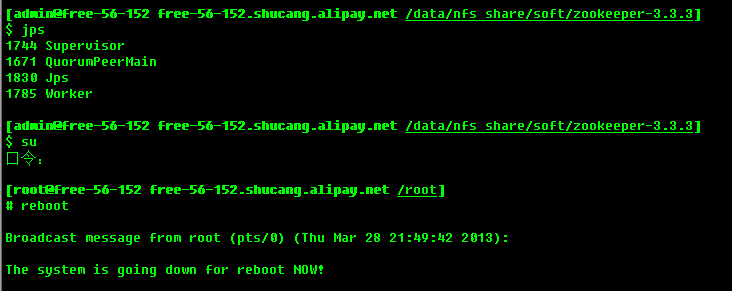 [admin@free-56-152 free-56-152.shucang.alipay.net /data/nfs_share/soft/zookeeper-3.3.3]
$ jps
1744 Supervisor
1671 QuorumPeerMain
1830 Jps
1785 Worker
[admin@free-56-152 free-56-152.shucang.alipay.net /data/nfs_share/soft/zookeeper-3.3.3]
$ su
口令:
[root@free-56-152 free-56-152.shucang.alipay.net /root]
# reboot
Broadcast message from root (pts/0) (Thu Mar 28 21:49:42 2013):
The system is going down for reboot NOW!